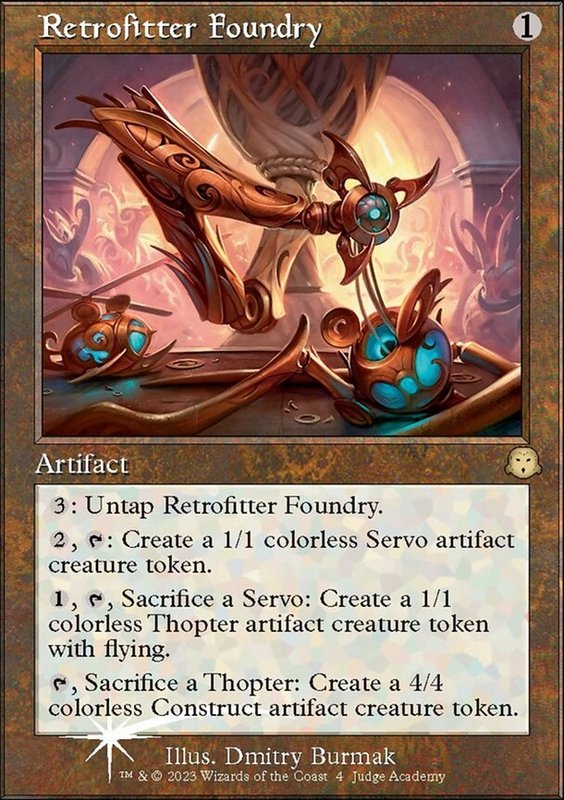 Retrofitter Foundry 1
Artifact
3: Untap Retrofitter Foundry.
2, T: Create a 1/1 colorless Servo artifact
creature token.
1, T, Sacrifice a Servo: Create a 1/1
colorless Thopter artifact creature token
with flying.
T, Sacrifice a Thopter: Create a 4/4
colorless Construct artifact creature token.
Illus. Dmitry Burmak
™ & © 2023 Wizards of the Coast 4 Judge Academy